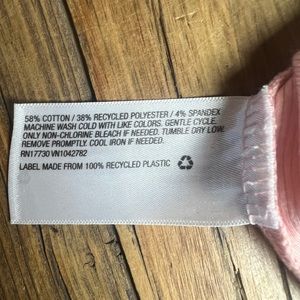 58% COTTON / 38% RECYCLED POLYESTER / 4% SPANDEX
MACHINE WASH COLD WITH LIKE COLORS. GENTLE CYCLE.
ONLY NON-CHLORINE BLEACH IF NEEDED. TUMBLE DRY LOW.
REMOVE PROMPTLY. COOL IRON IF NEEDED.
RN17730 VN1042782
LABEL MADE FROM 100% RECYCLED PLASTIC